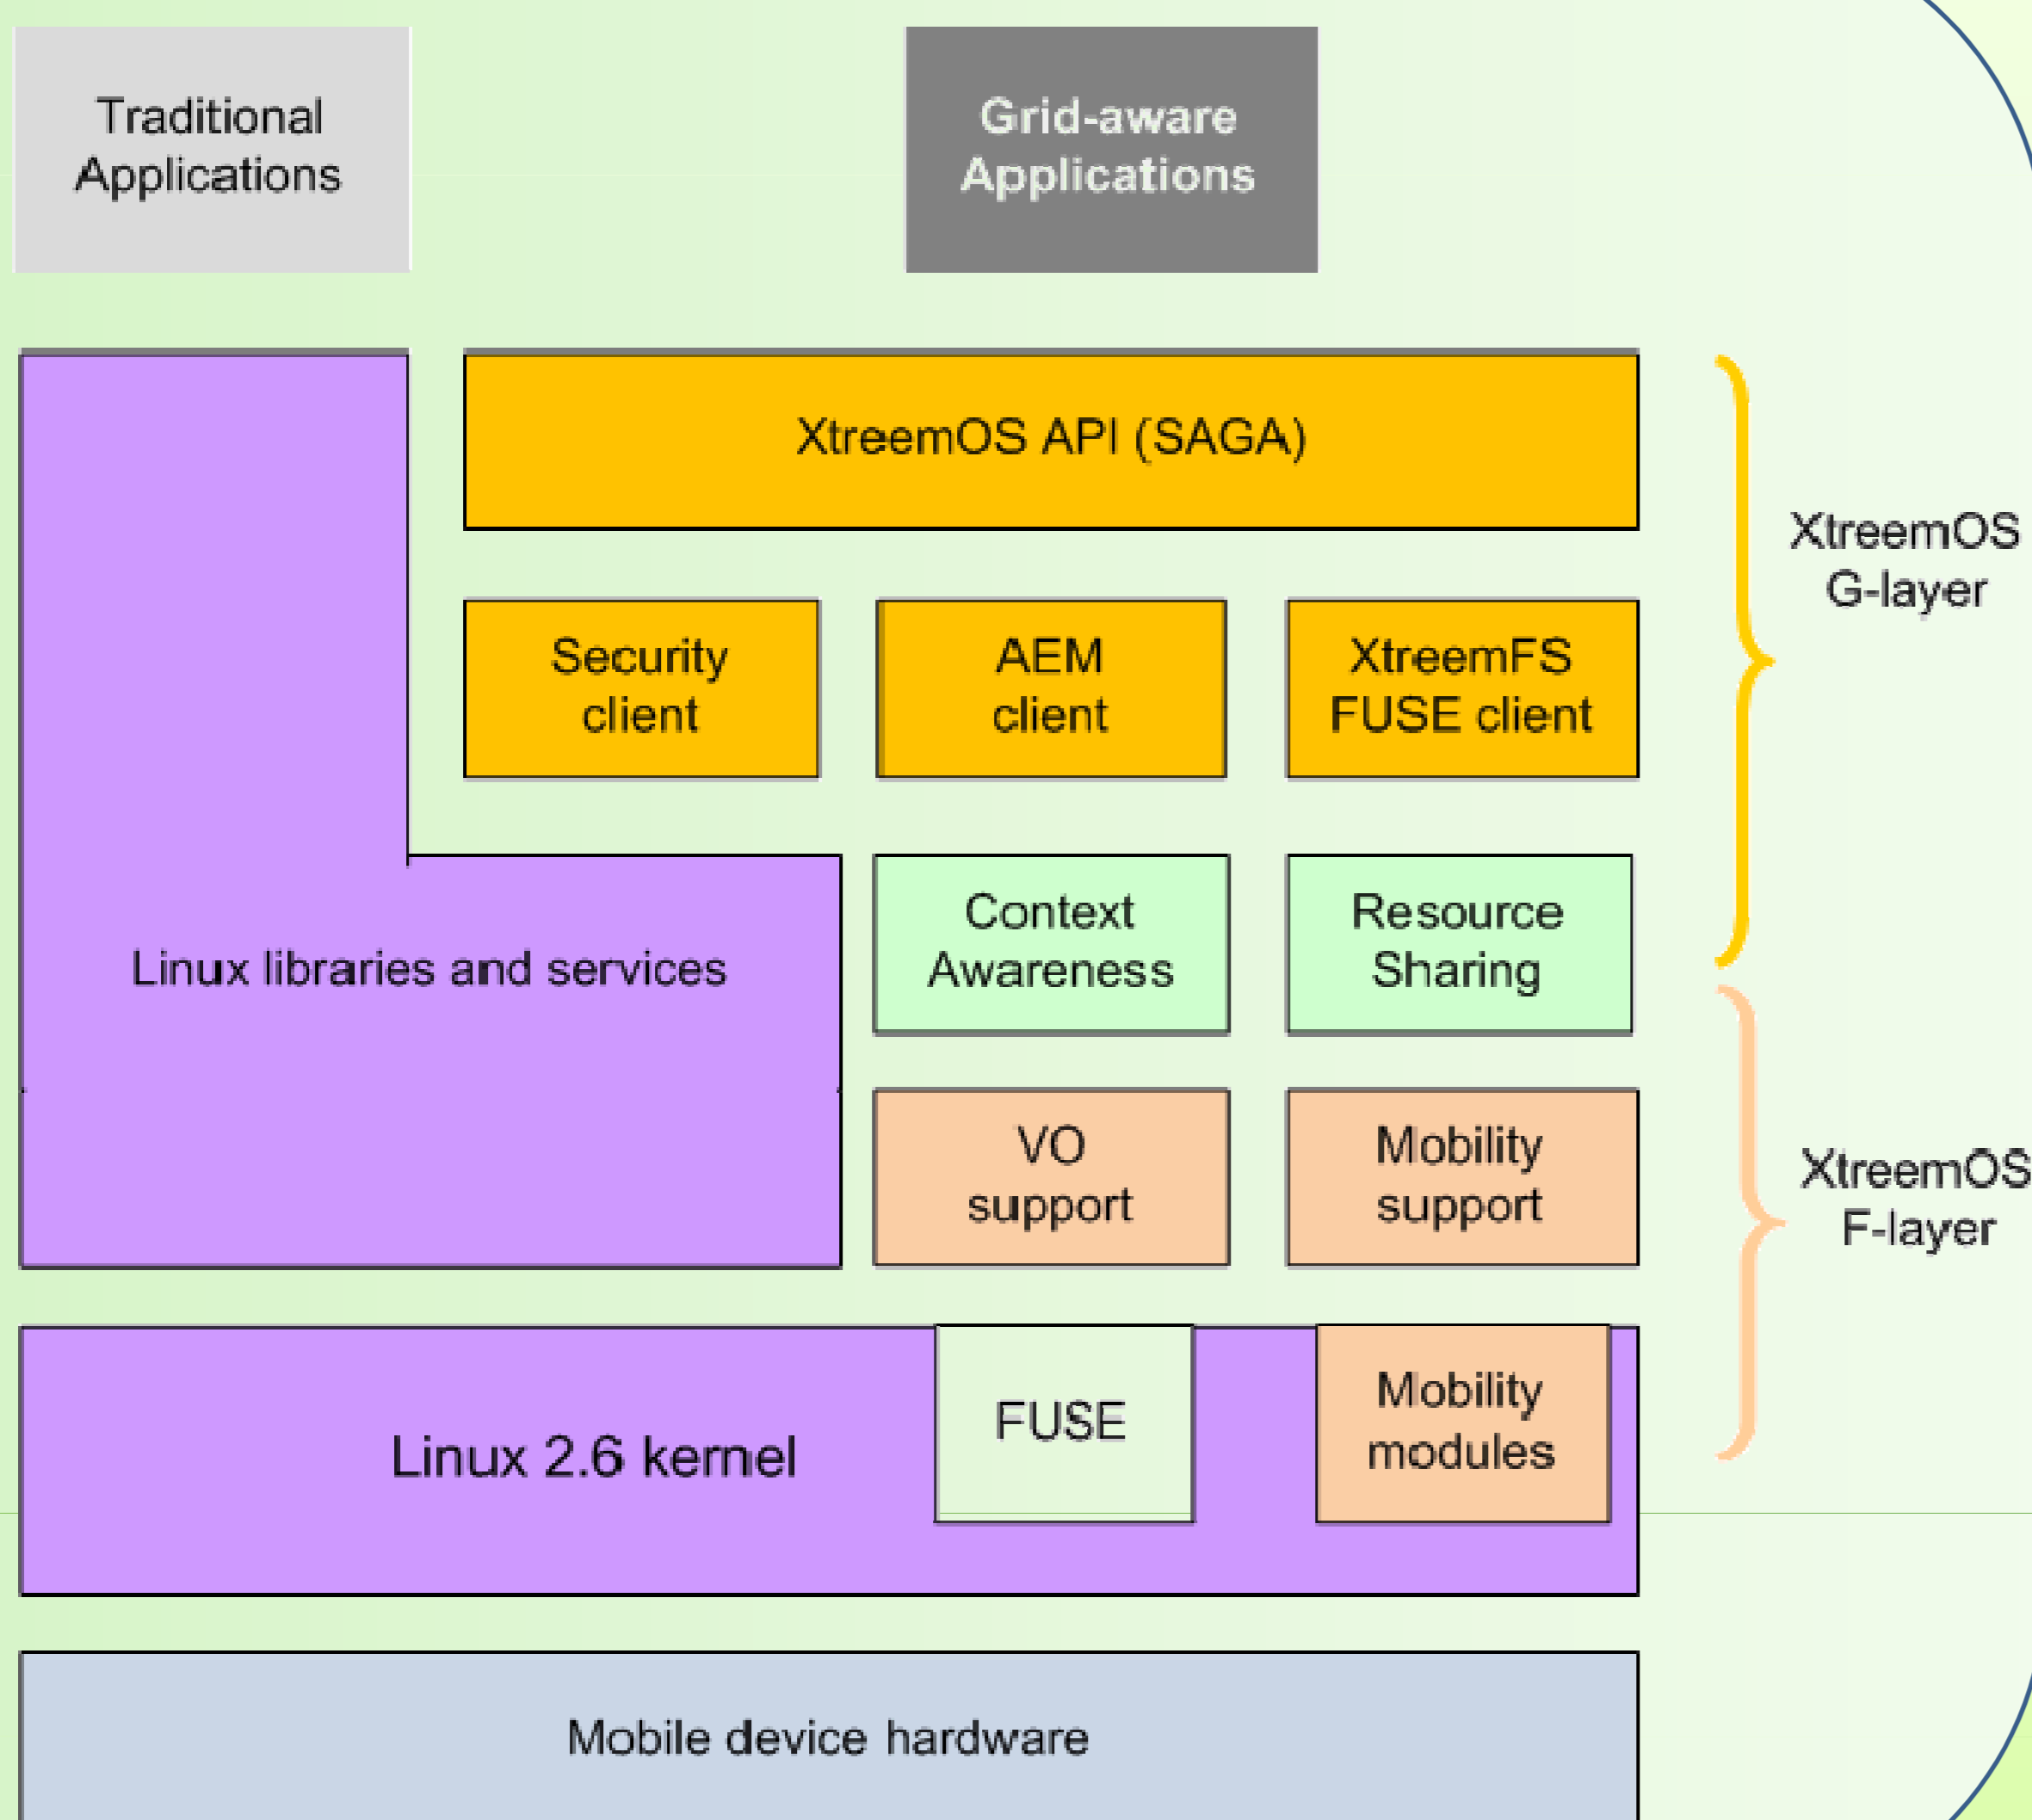 Traditional
Applications
Grid-aware
Applications
XtreemOS API (SAGA)
XtreemOS
G-layer
Security
client
AEM
client
XtreemFS
FUSE client
Linux libraries and services
Context
Awareness
Resource
Sharing
VO
support
Mobility
support
XtreemOS
F-layer
Linux 2.6 kernel
FUSE
Mobility
modules
Mobile device hardware